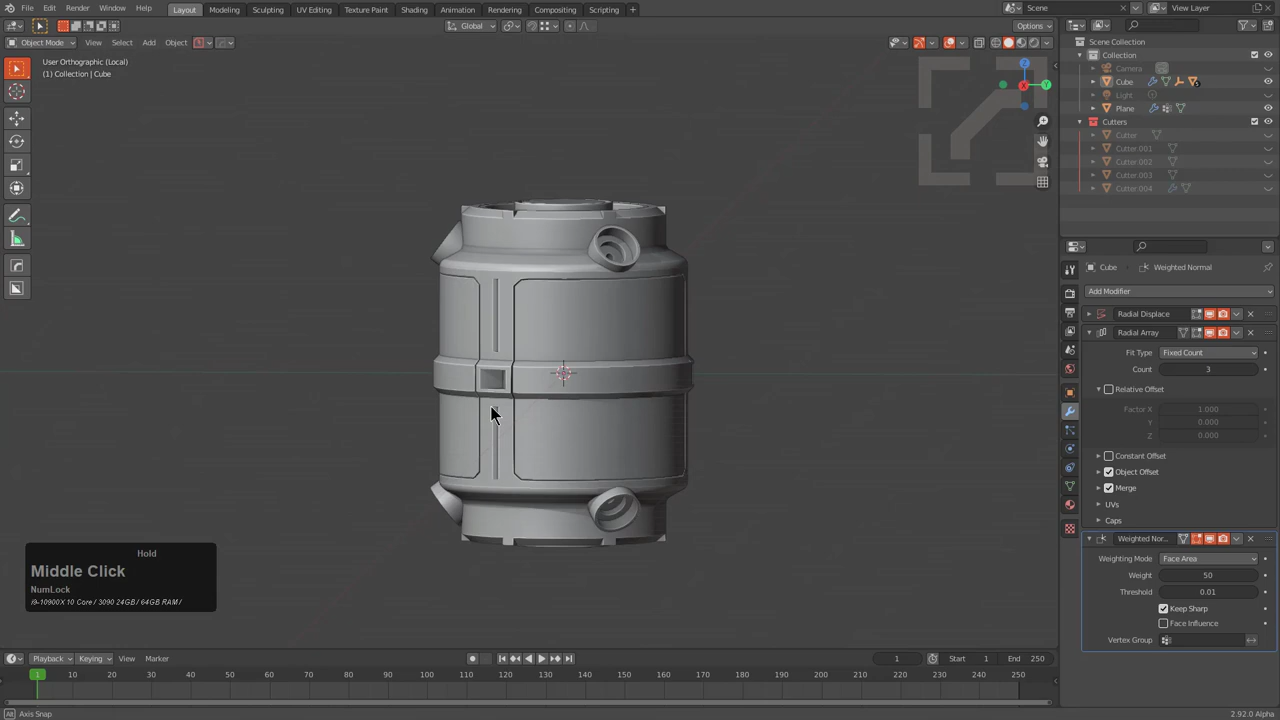 File Edit Render Window Help
Layout Modeling Sculpting UV Editing Texture Paint Shading Animation Rendering Compositing Scripting +
Scene View Layer
Global Options
Object Mode View Select Add Object
User Orthographic (Local)
(1) Collection | Cube
Z
Y
X
Scene Collection
Collection
Camera
Cube
Light
Plane
Cutters
Cutter
Cutter.001
Cutter.002
Cutter.003
Cutter.004
Cube Weighted Normal
Add Modifier
Radial Displace
Radial Array
Fit Type Fixed Count
Count 3
Relative Offset
Factor X 1.000
Y 0.000
Z 0.000
Constant Offset
Object Offset
Merge
UVs
Caps
Weighted Nor...
Weighting Mode Face Area
Weight 50
Threshold 0.01
Keep Sharp
Face Influence
Vertex Group
Hold
Middle Click
NumLock
i9-10900X 10 Core / 3090 24GB / 64GB RAM /
Playback Keying View Marker 1 Start 1 End 250
1 10 20 30 40 50 60 70 80 90 100 110 120 130 140 150 160 170 180 190 200 210 220 230 240 250
Alt Axis Snap 2.92.0 Alpha